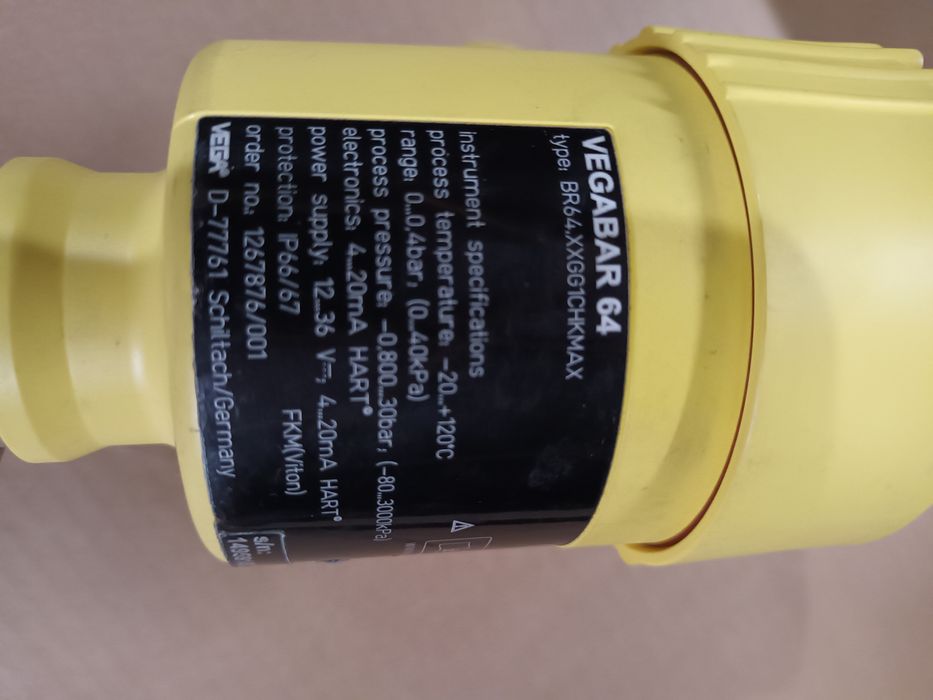 VEGABAR 64
type: BR64.XXGG1CHKMAX
instrument specifications
process temperature: -20...+120°C
range: 0...0,4bar; (0...40kPa)
process pressure: -0,800...30bar; (-80...3000kPa)
electronics: 4...20mA HART®
power supply: 12...36 V⎓; 4...20mA HART®
protection: IP66/67 FKM(Viton)
order no.: 1267876/001
VEGA D-77761 Schiltach/Germany
s/n: